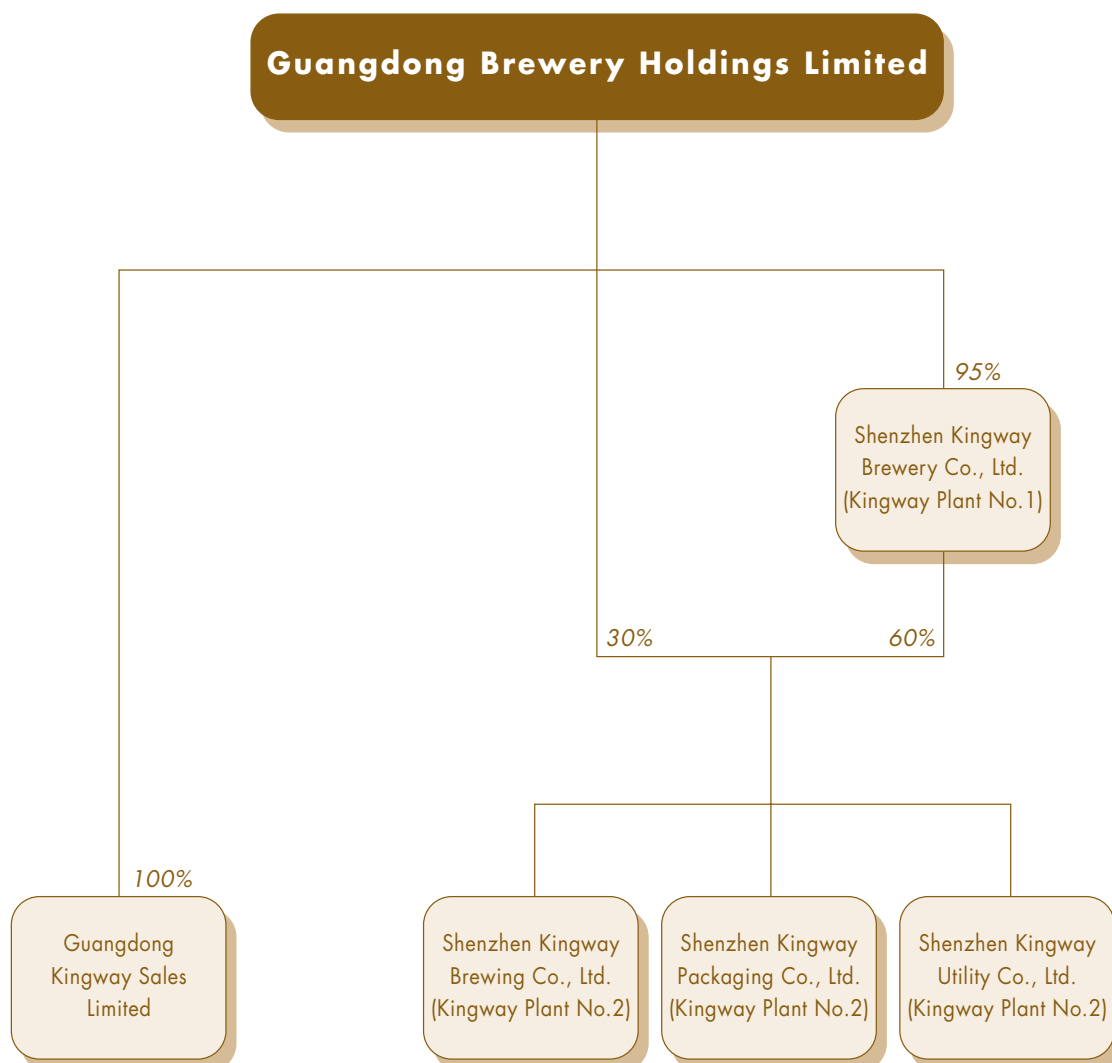 Guangdong Brewery Holdings Limited
95%
Shenzhen Kingway
Brewery Co., Ltd.
(Kingway Plant No.1)
30%
60%
100%
Guangdong
Kingway Sales
Limited
Shenzhen Kingway
Brewing Co., Ltd.
(Kingway Plant No.2)
Shenzhen Kingway
Packaging Co., Ltd.
(Kingway Plant No.2)
Shenzhen Kingway
Utility Co., Ltd.
(Kingway Plant No.2)